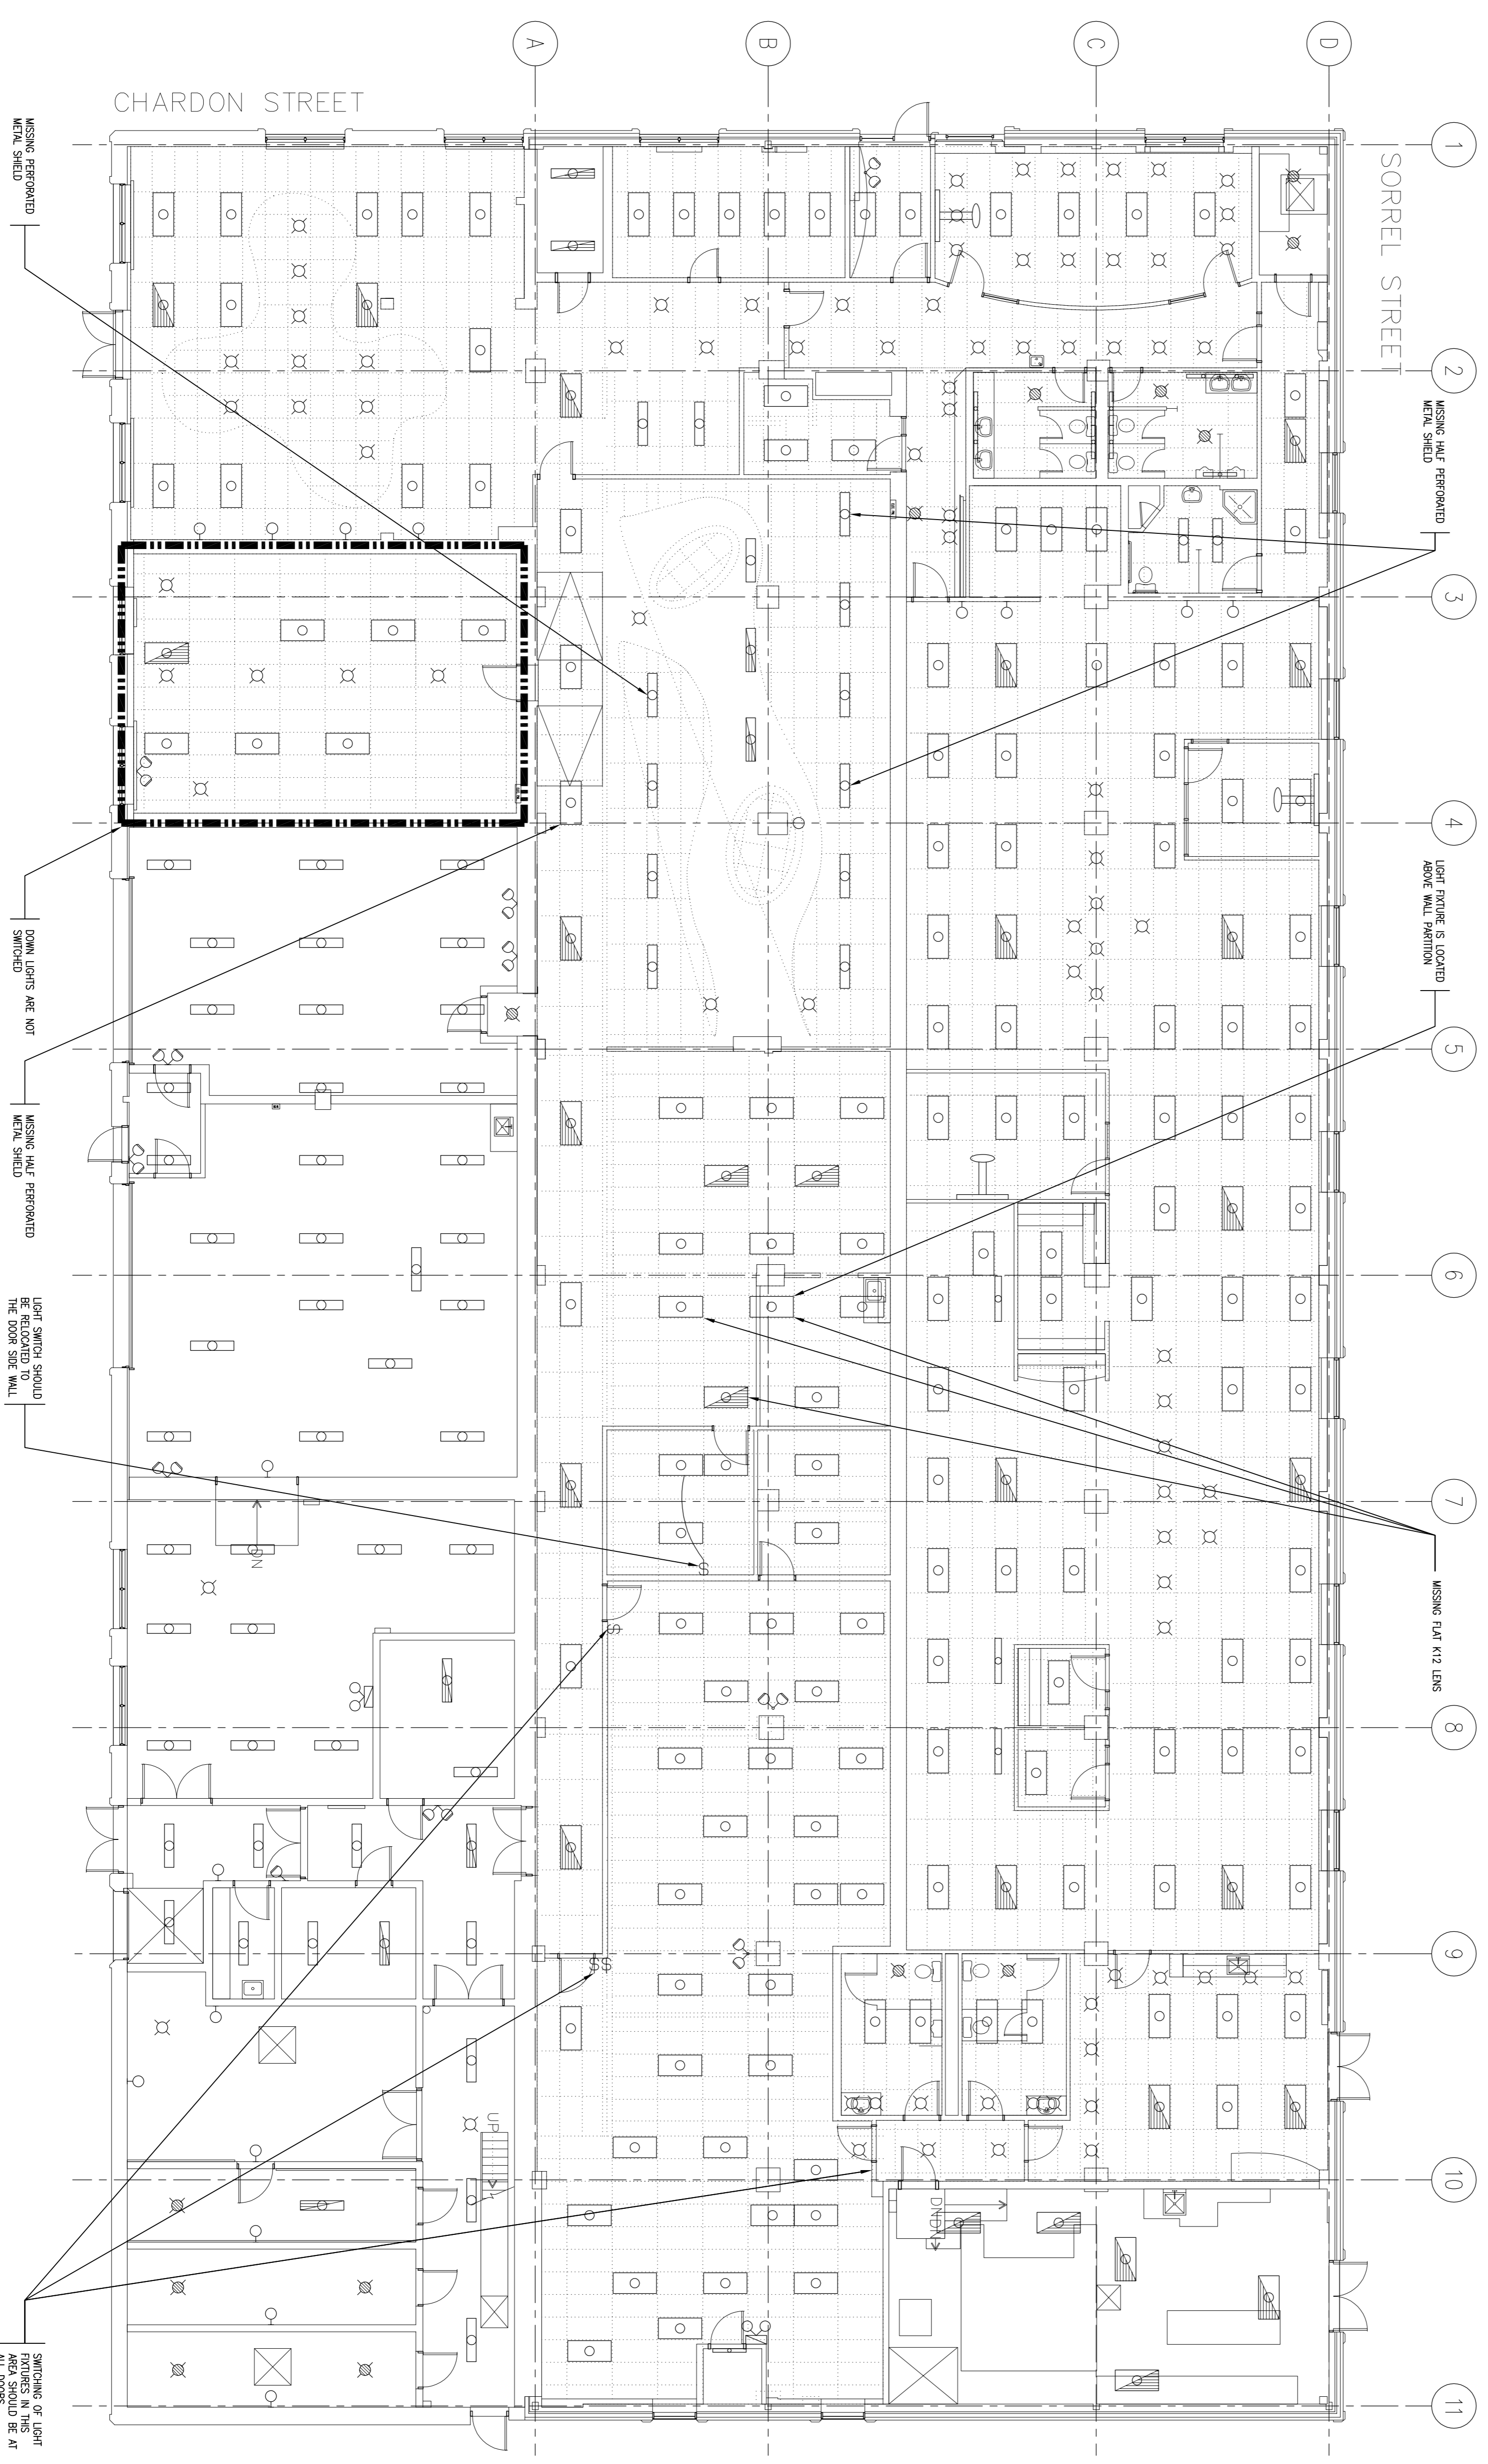 A
B
C
D
1
2
3
4
5
6
7
8
9
10
11
CHARDON STREET
SORREL STREET
MISSING PERFORATED
METAL SHIELD
MISSING HALF PERFORATED
METAL SHIELD
LIGHT FIXTURE IS LOCATED
ABOVE WALL PARTITION
MISSING FLAT K12 LENS
DOWN LIGHTS ARE NOT
SWITCHED
MISSING HALF PERFORATED
METAL SHIELD
LIGHT SWITCH SHOULD
BE RELOCATED TO
THE DOOR SIDE WALL
SWITCHING OF LIGHT
FIXTURES IN THIS
AREA SHOULD BE AT
ALL DOORS
S
S
SS
DN
UP
DN
DN